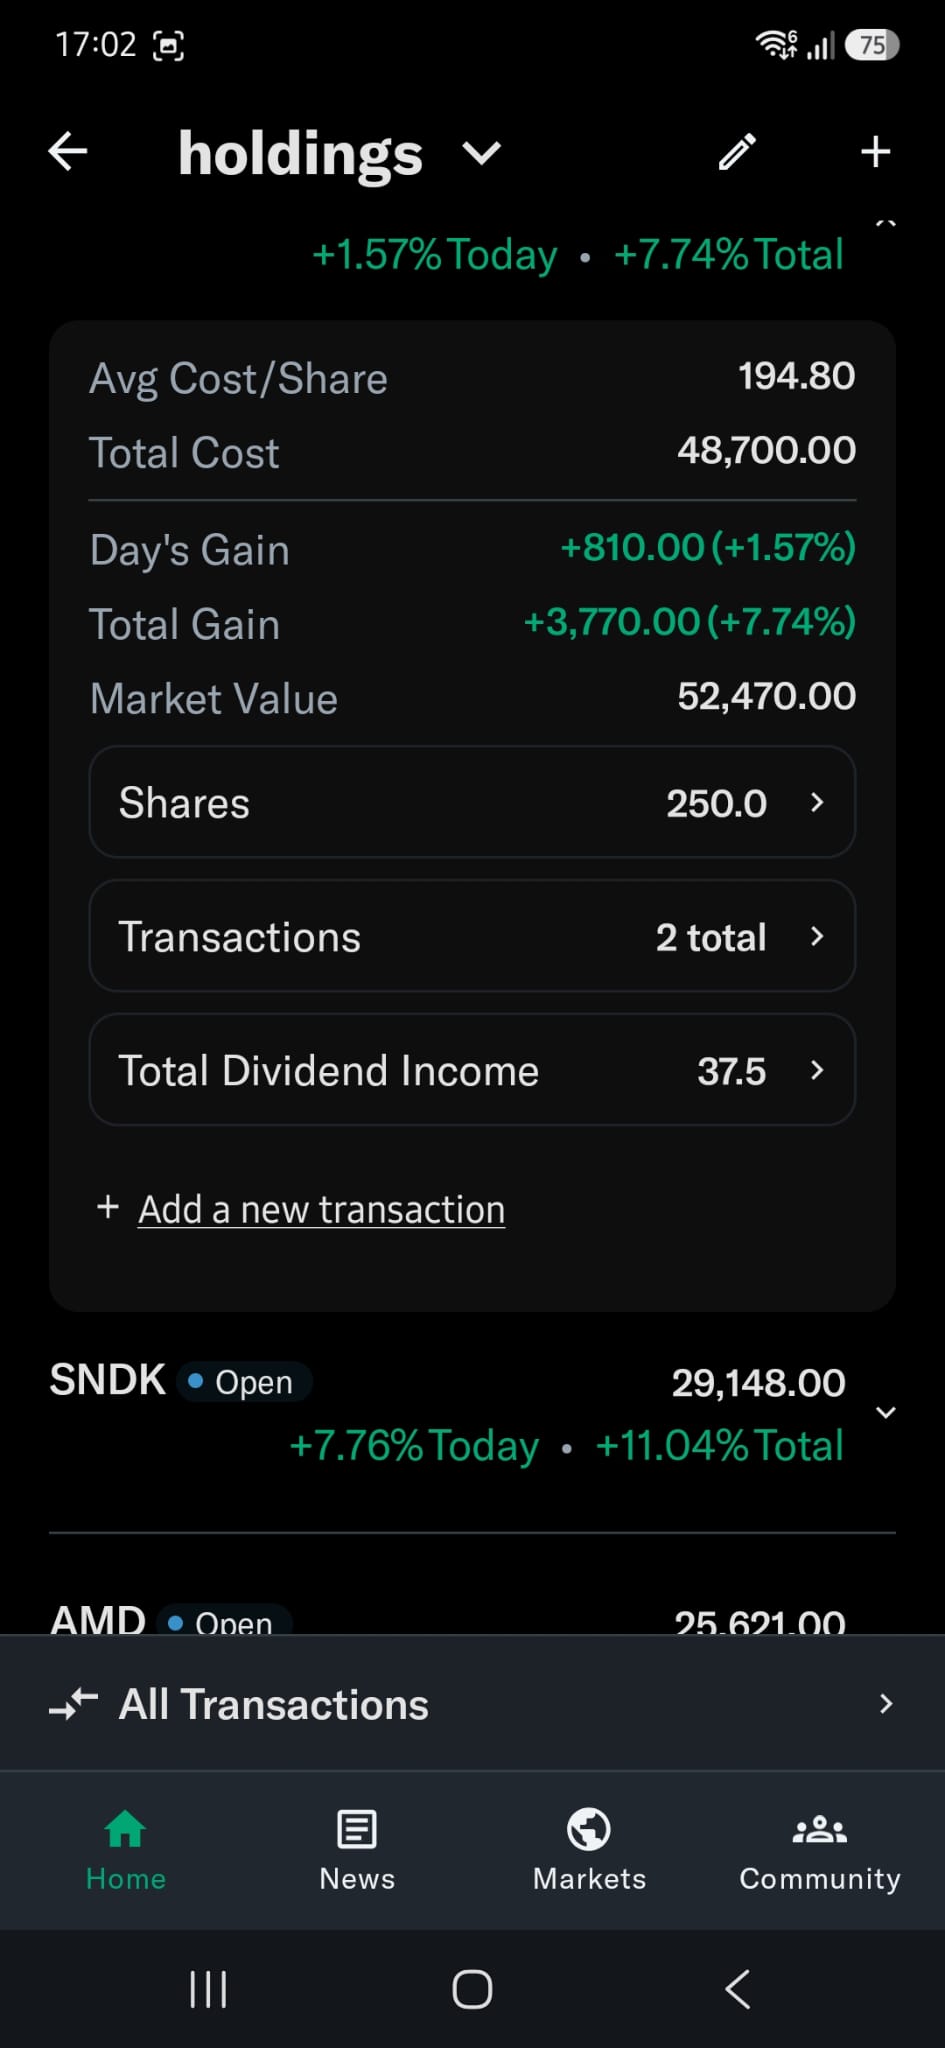 17:02
6
75
holdings
+1.57% Today • +7.74% Total
Avg Cost/Share 194.80
Total Cost 48,700.00
Day's Gain +810.00 (+1.57%)
Total Gain +3,770.00 (+7.74%)
Market Value 52,470.00
Shares 250.0
Transactions 2 total
Total Dividend Income 37.5
+ Add a new transaction
SNDK • Open 29,148.00
+7.76% Today • +11.04% Total
AMD • Open 25,621.00
All Transactions
Home News Markets Community